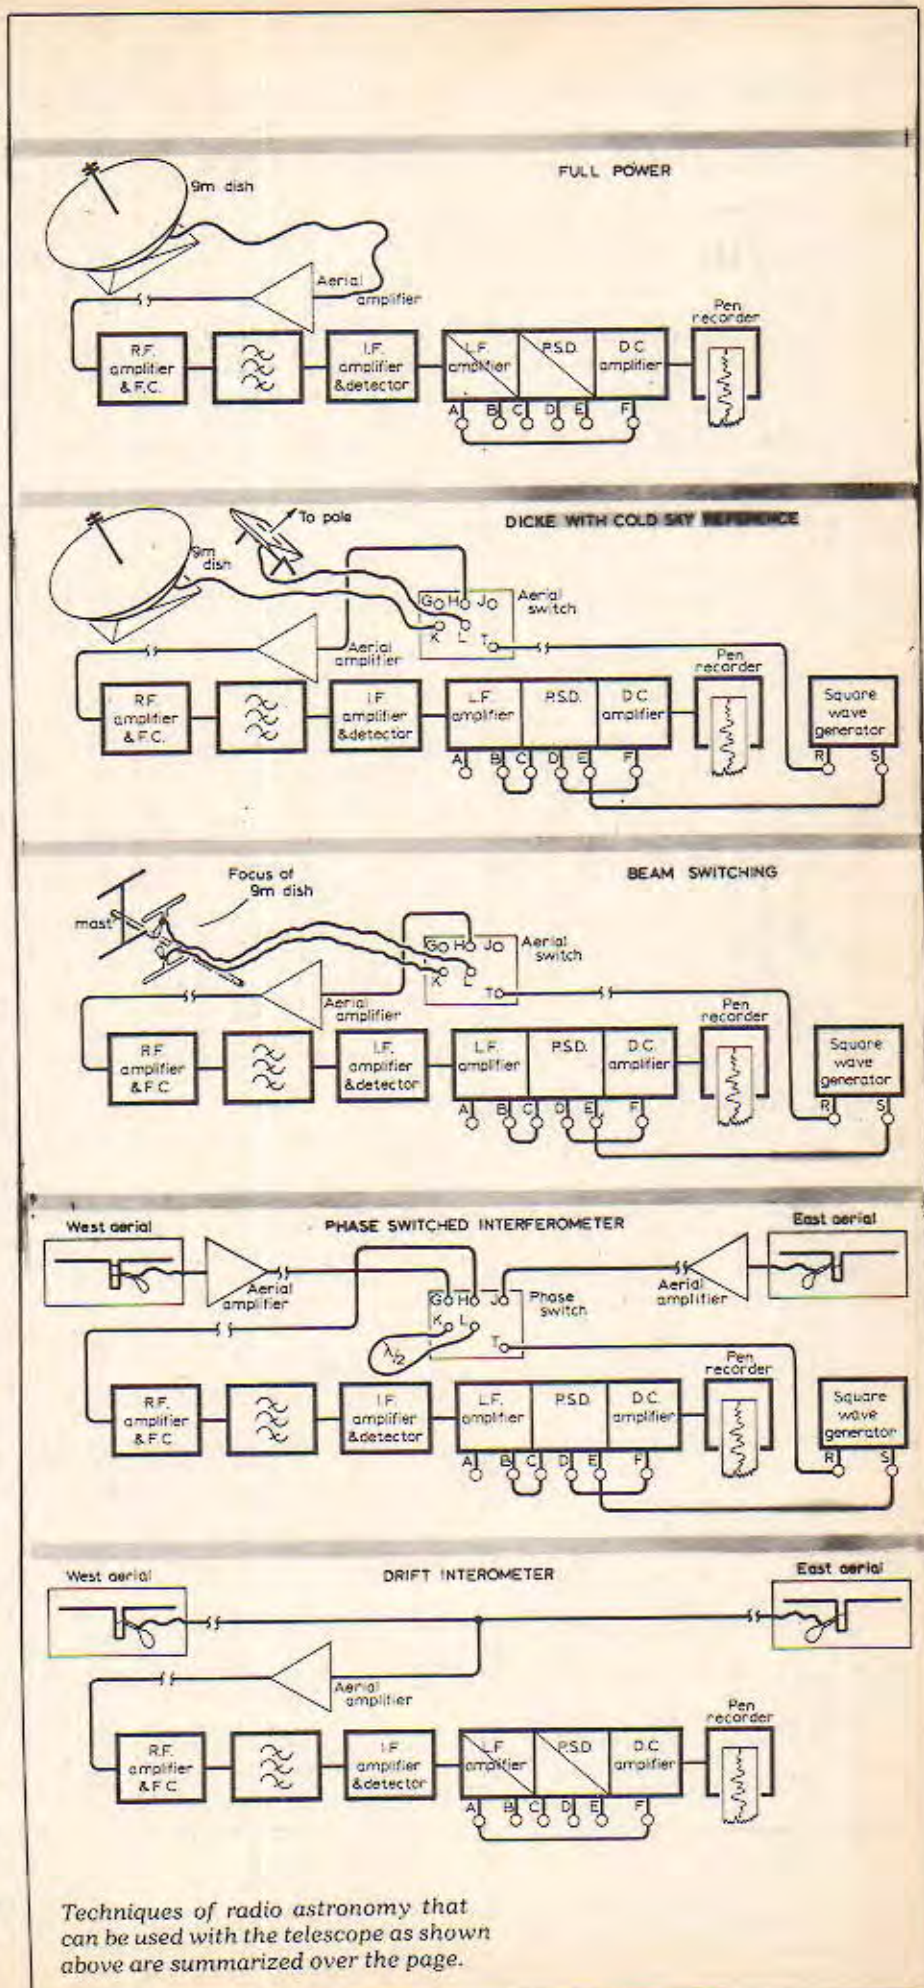 FULL POWER
9m dish
Aerial
amplifier
Pen
recorder
R.F.
amplifier
& F.C.
I.F.
amplifier
& detector
L.F.
amplifier
P.S.D.
D.C.
amplifier
A B C D E F
DICKE WITH COLD SKY REFERENCE
To pole
9m
dish
G H J
K L
T
Aerial
switch
Aerial
amplifier
Pen
recorder
R.F.
amplifier
& F.C.
I.F.
amplifier
& detector
L.F.
amplifier
P.S.D.
D.C.
amplifier
Square
wave
generator
A B C D E F
R S
BEAM SWITCHING
Focus of
9m dish
mast
G H J
K L
T
Aerial
switch
Aerial
amplifier
Pen
recorder
R.F.
amplifier
& F.C
I.F.
amplifier
& detector
L.F.
amplifier
P.S.D.
D.C.
amplifier
Square
wave
generator
A B C D E F
R S
PHASE SWITCHED INTERFEROMETER
West aerial
East aerial
Aerial
amplifier
G H J
K L
T
Phase
switch
Aerial
amplifier
λ/2
Pen
recorder
R.F.
amplifier
& F.C
I.F.
amplifier
& detector
L.F.
amplifier
P.S.D.
D.C.
amplifier
Square
wave
generator
A B C D E F
R S
DRIFT INTEROMETER
West aerial
East aerial
Aerial
amplifier
Pen
recorder
R.F.
amplifier
& F.C
I.F
amplifier
& detector
L.F
amplifier
P.S.D
D.C
amplifier
A B C D E F
Techniques of radio astronomy that
can be used with the telescope as shown
above are summarized over the page.